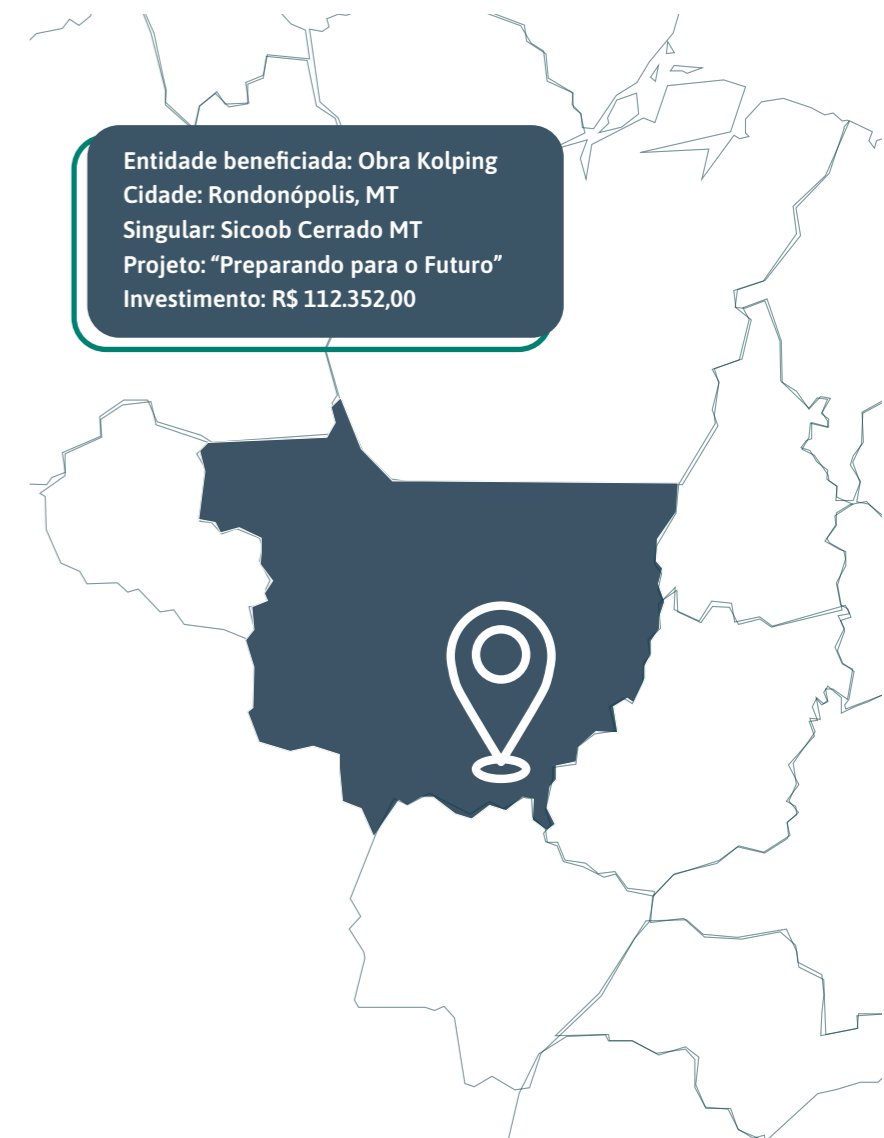 Entidade beneficiada: Obra Kolping
Cidade: Rondonópolis, MT
Singular: Sicoob Cerrado MT
Projeto: “Preparando para o Futuro”
Investimento: R$ 112.352,00